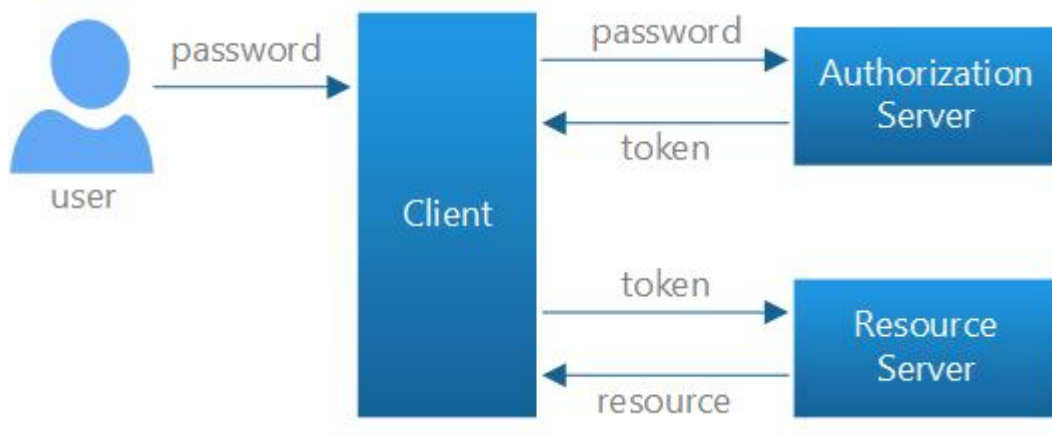 password
password
Authorization
Server
token
user
Client
token
Resource
Server
resource